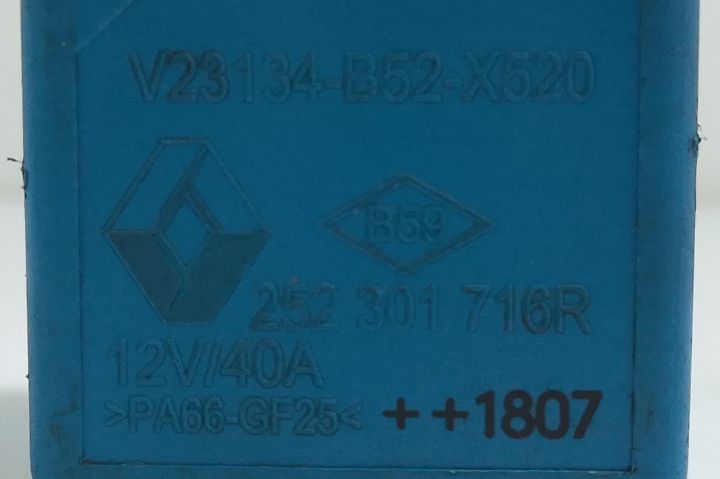 V23134-B52-X520
B59
252 301 716R
12V/40A
>PA66-GF25< ++1807